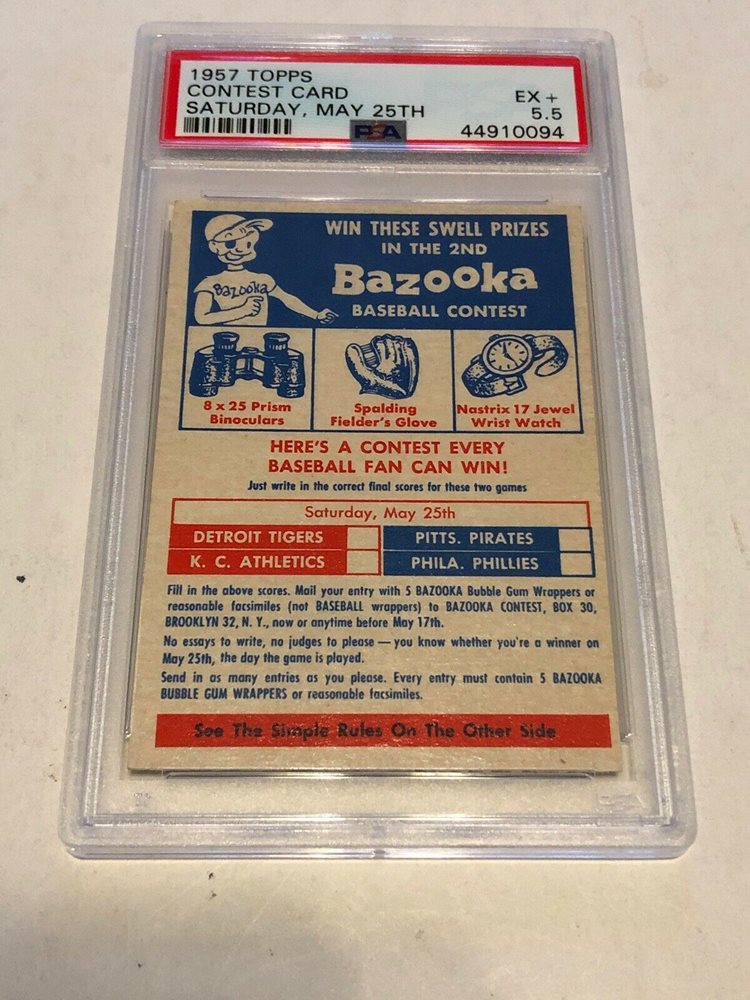 1957 TOPPS
CONTEST CARD EX +
SATURDAY, MAY 25TH 5.5
PSA 44910094
WIN THESE SWELL PRIZES
IN THE 2ND
Bazooka
Bazooka
BASEBALL CONTEST
8 x 25 Prism
Binoculars
Spalding
Fielder's Glove
Nastrix 17 Jewel
Wrist Watch
HERE'S A CONTEST EVERY
BASEBALL FAN CAN WIN!
Just write in the correct final scores for these two games
Saturday, May 25th
DETROIT TIGERS PITTS. PIRATES
K. C. ATHLETICS PHILA. PHILLIES
Fill in the above scores. Mail your entry with 5 BAZOOKA Bubble Gum Wrappers or
reasonable facsimiles (not BASEBALL wrappers) to BAZOOKA CONTEST, BOX 30,
BROOKLYN 32, N. Y., now or anytime before May 17th.
No essays to write, no judges to please — you know whether you're a winner on
May 25th, the day the game is played.
Send in as many entries as you please. Every entry must contain 5 BAZOOKA
BUBBLE GUM WRAPPERS or reasonable facsimiles.
See The Simple Rules On The Other Side